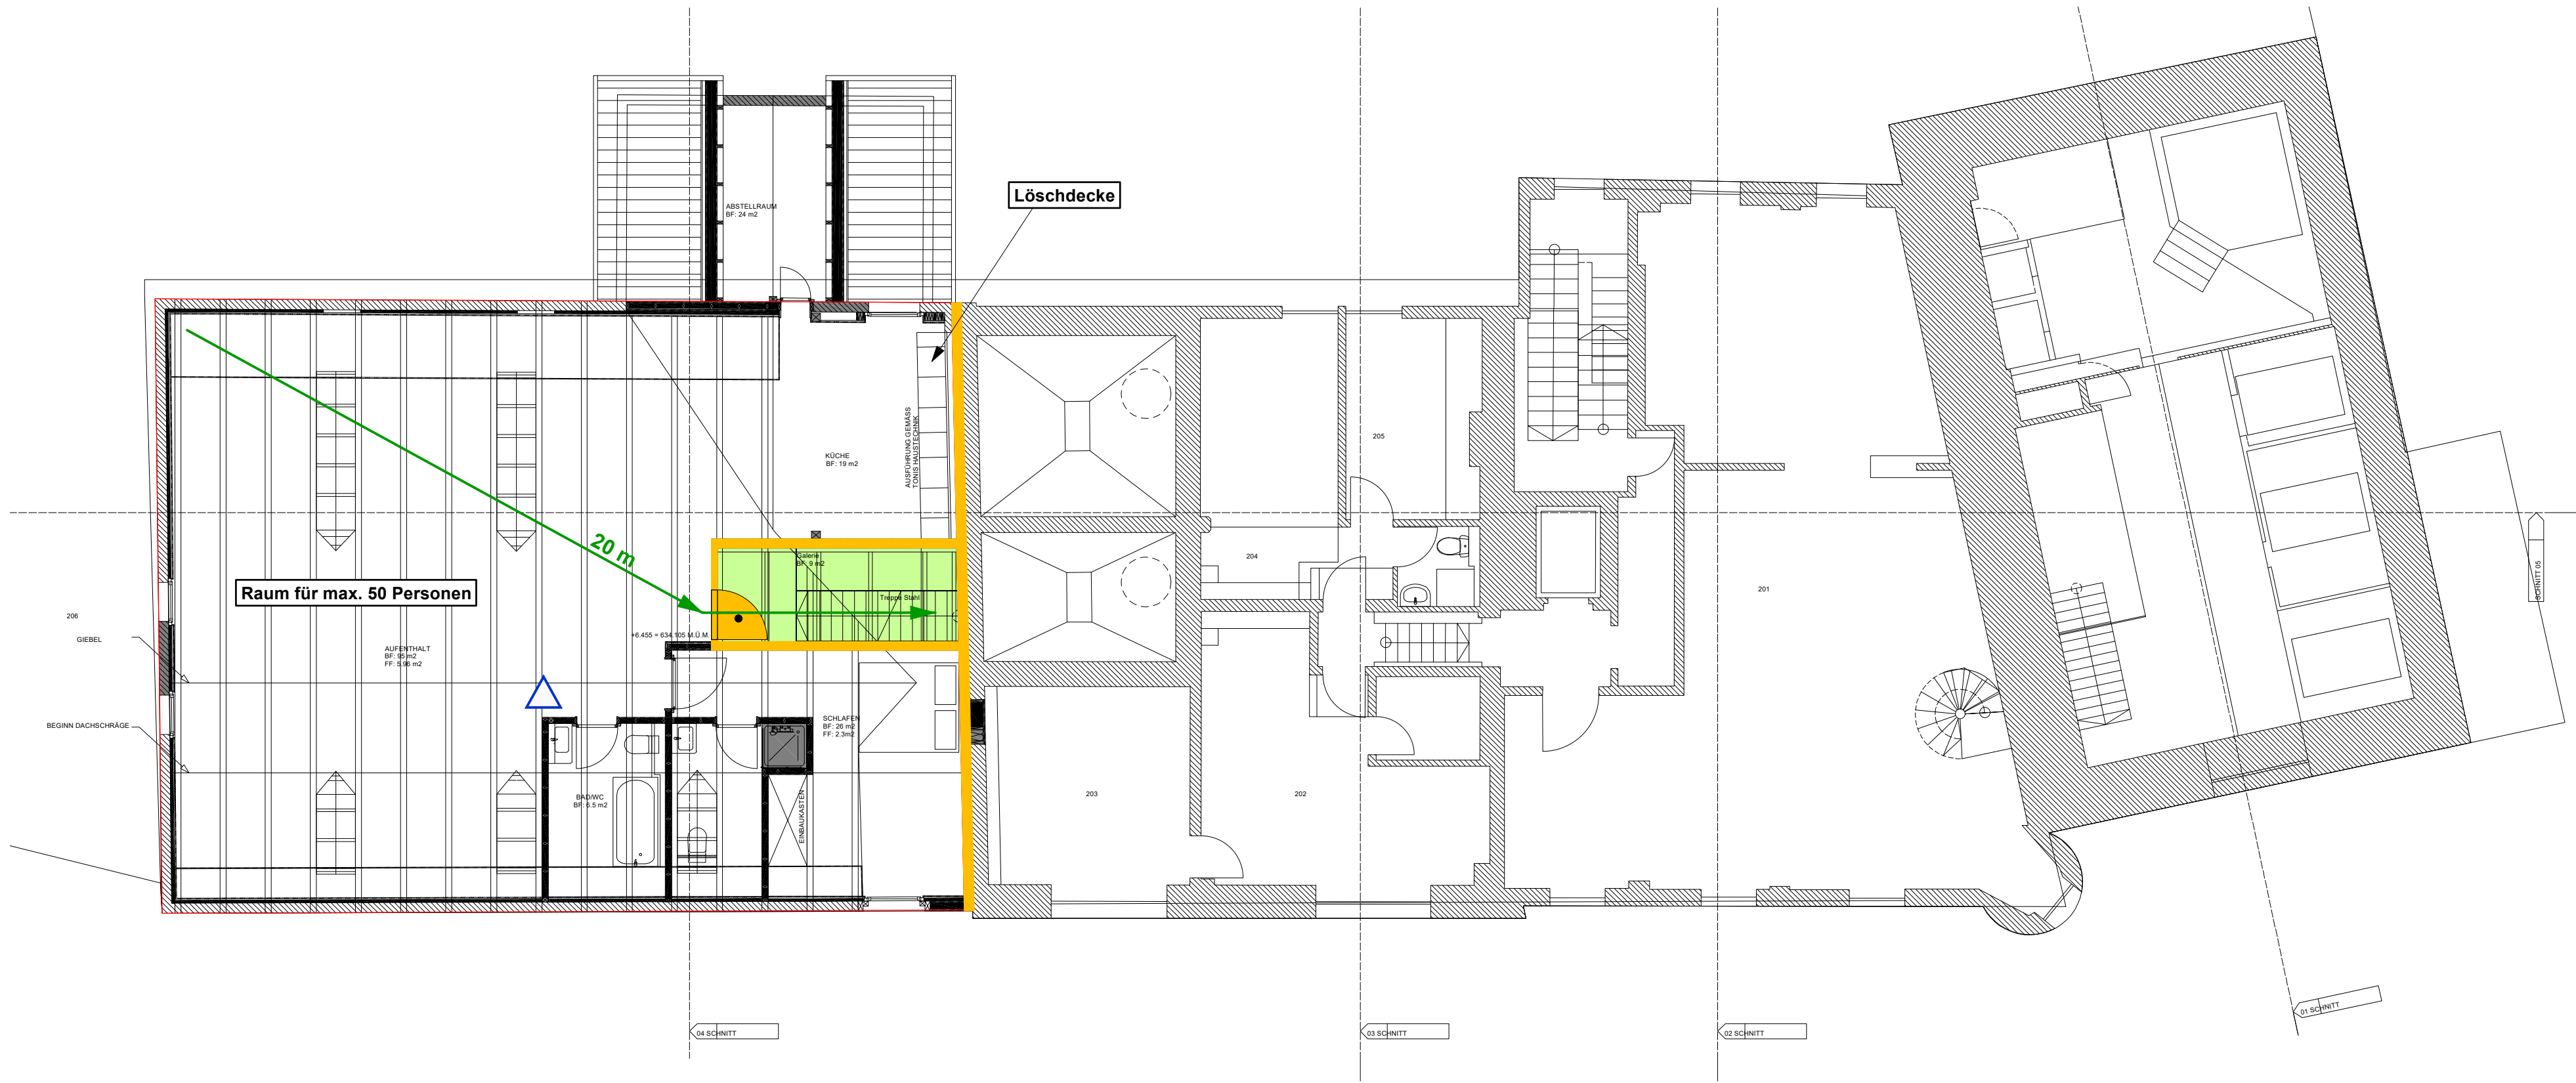 ABSTELLRAUM
BF: 24 m2
Löschdecke
KÜCHE
BF: 19 m2
AUSFÜHRUNG GEMÄSS
TONIS HAUSTECHNIK
205
20 m
Galerie
BF: 9 m2
Treppe Stahl
204
201
SCHNITT 05
Raum für max. 50 Personen
206
GIEBEL
+6.455 = 634.105 M.Ü.M.
AUFENTHALT
BF: 95 m2
FF: 5.96 m2
BEGINN DACHSCHRÄGE
SCHLAFEN
BF: 26 m2
FF: 2.3m2
BAD/WC
BF: 6.5 m2
EINBAUKASTEN
203
202
04 SCHNITT
03 SCHNITT
02 SCHNITT
01 SCHNITT